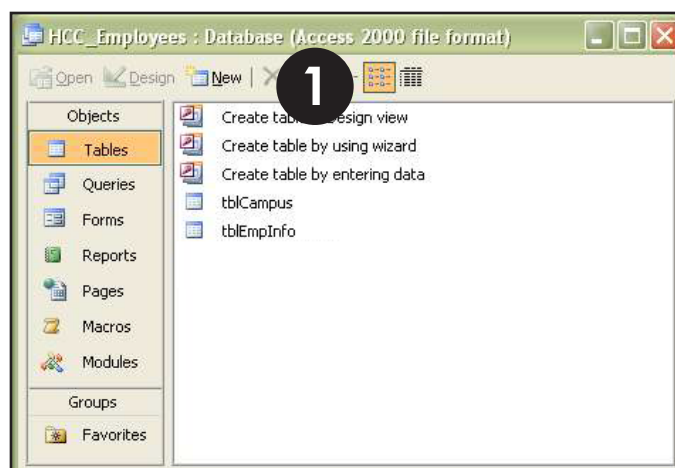 HCC_Employees : Database (Access 2000 file format)
Open Design New
1
Objects
Create table Design view
Tables
Create table by using wizard
Queries
Create table by entering data
Forms
tblCampus
Reports
tblEmpInfo
Pages
Macros
Modules
Groups
Favorites